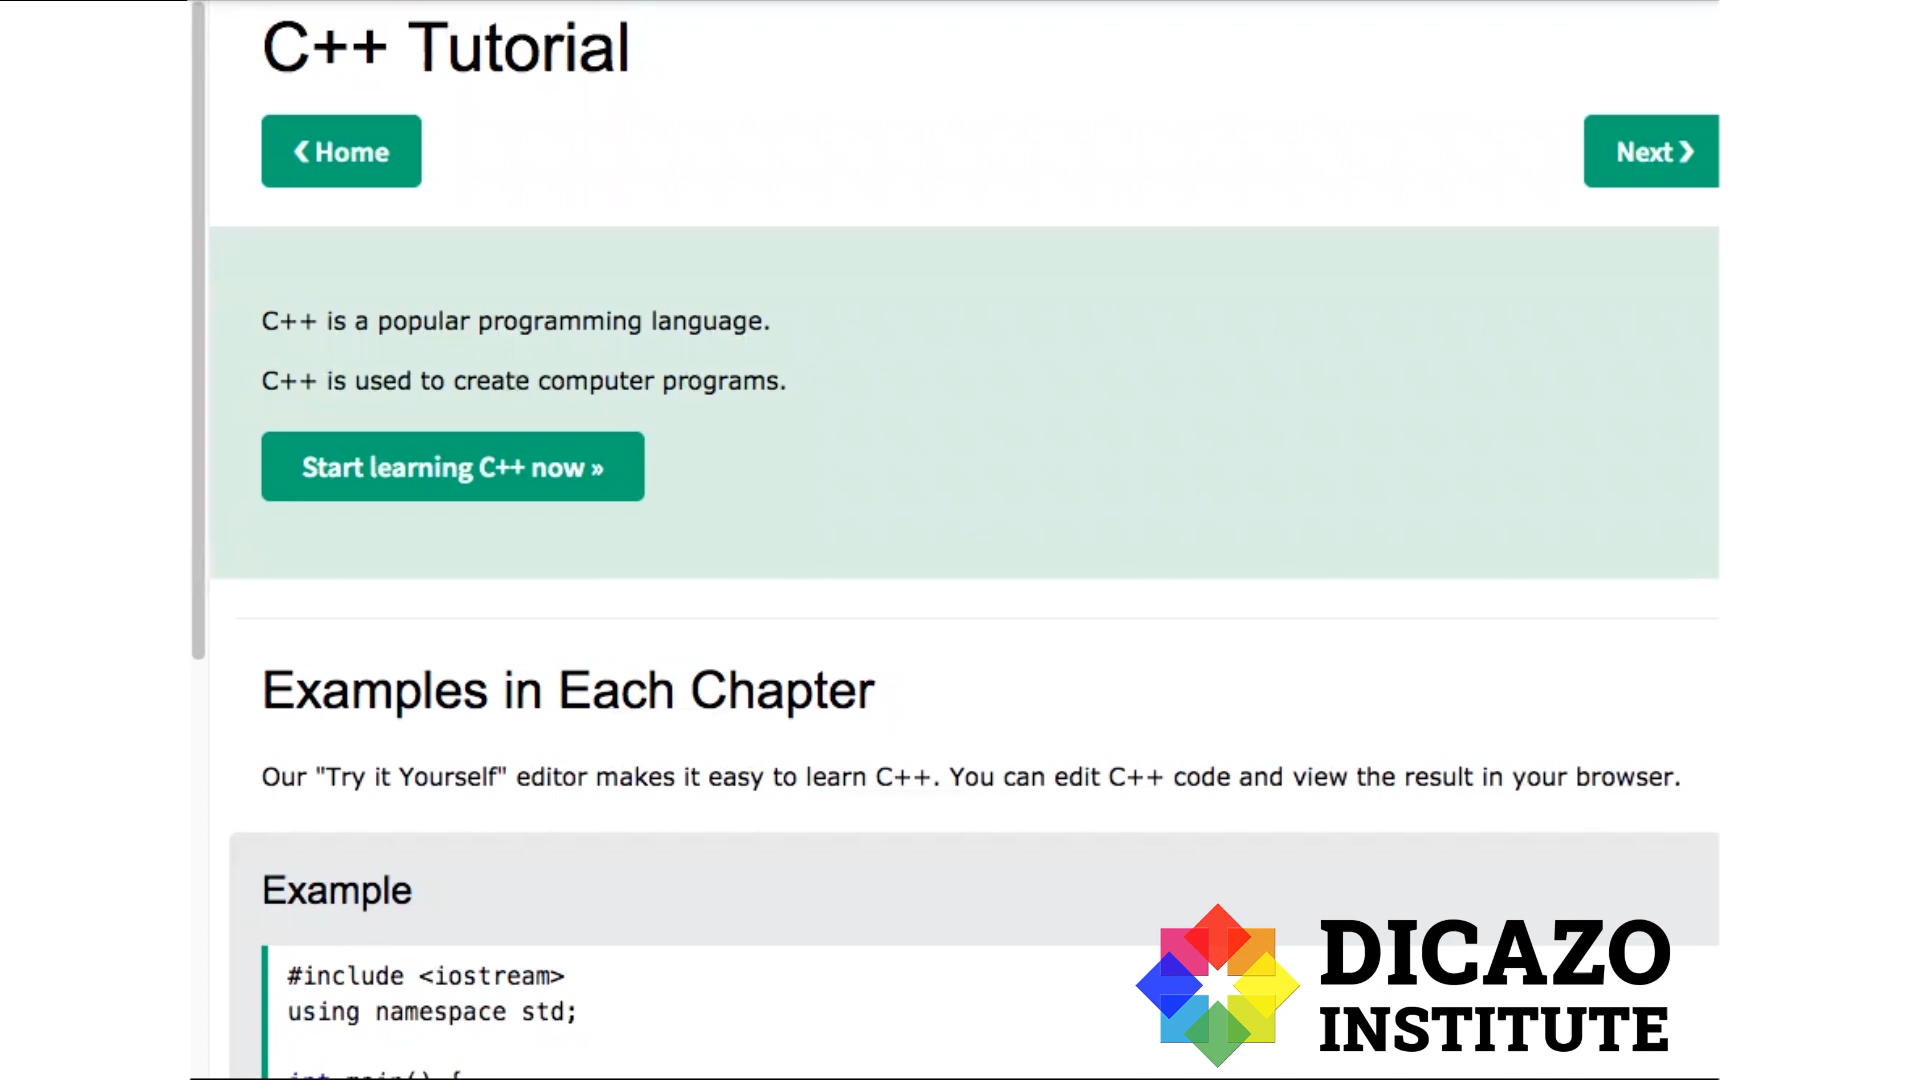 C++ Tutorial
❮ Home
Next ❯
C++ is a popular programming language.
C++ is used to create computer programs.
Start learning C++ now »
Examples in Each Chapter
Our "Try it Yourself" editor makes it easy to learn C++. You can edit C++ code and view the result in your browser.
Example
#include <iostream>
using namespace std;
int main() {
DICAZO
INSTITUTE